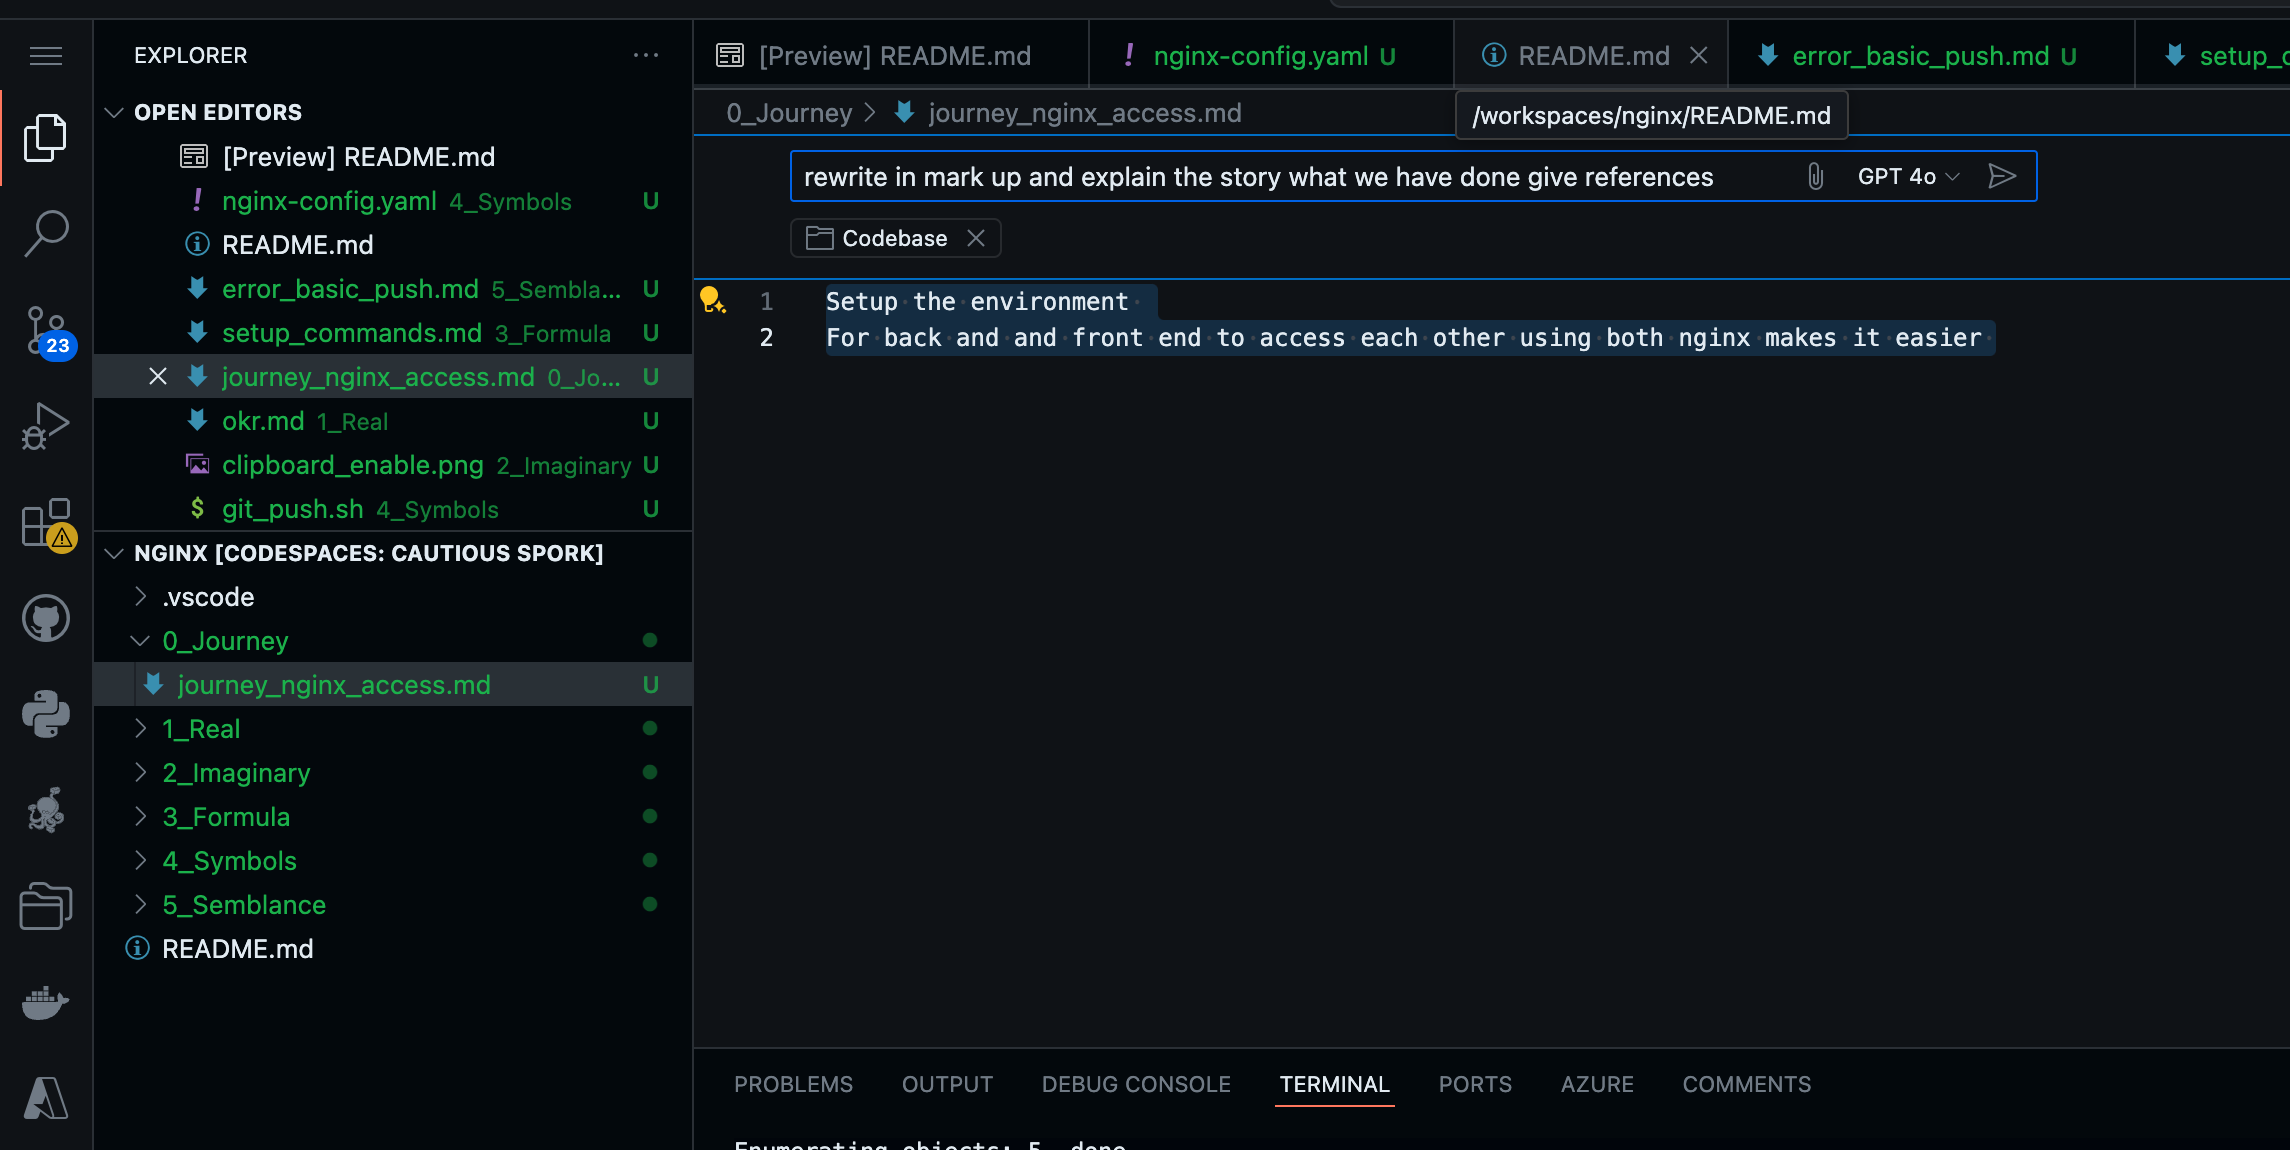 EXPLORER
OPEN EDITORS
[Preview] README.md
! nginx-config.yaml 4_Symbols U
README.md
error_basic_push.md 5_Sembla... U
setup_commands.md 3_Formula U
journey_nginx_access.md 0_Jo... U
okr.md 1_Real U
clipboard_enable.png 2_Imaginary U
$ git_push.sh 4_Symbols U
23
NGINX [CODESPACES: CAUTIOUS SPORK]
.vscode
0_Journey
journey_nginx_access.md U
1_Real
2_Imaginary
3_Formula
4_Symbols
5_Semblance
README.md
[Preview] README.md
! nginx-config.yaml U
README.md
error_basic_push.md U
setup_c
0_Journey > journey_nginx_access.md
/workspaces/nginx/README.md
rewrite in mark up and explain the story what we have done give references GPT 4o
Codebase
1 Setup the environment
2 For back and and front end to access each other using both nginx makes it easier
PROBLEMS OUTPUT DEBUG CONSOLE TERMINAL PORTS AZURE COMMENTS
Enumerating objects: 5, done.